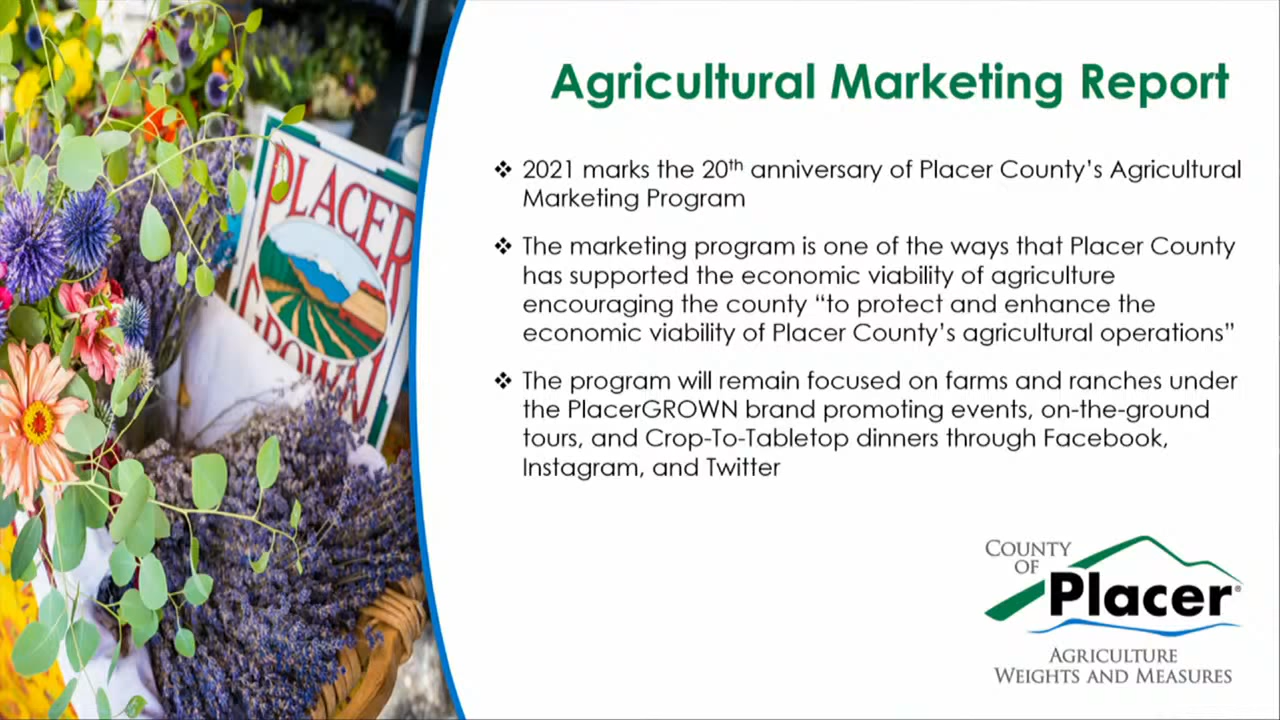 PLACER
GROWN
Agricultural Marketing Report
❖ 2021 marks the 20th anniversary of Placer County’s Agricultural
Marketing Program
❖ The marketing program is one of the ways that Placer County
has supported the economic viability of agriculture
encouraging the county “to protect and enhance the
economic viability of Placer County’s agricultural operations”
❖ The program will remain focused on farms and ranches under
the PlacerGROWN brand promoting events, on-the-ground
tours, and Crop-To-Tabletop dinners through Facebook,
Instagram, and Twitter
COUNTY
OF
Placer®
AGRICULTURE
WEIGHTS AND MEASURES